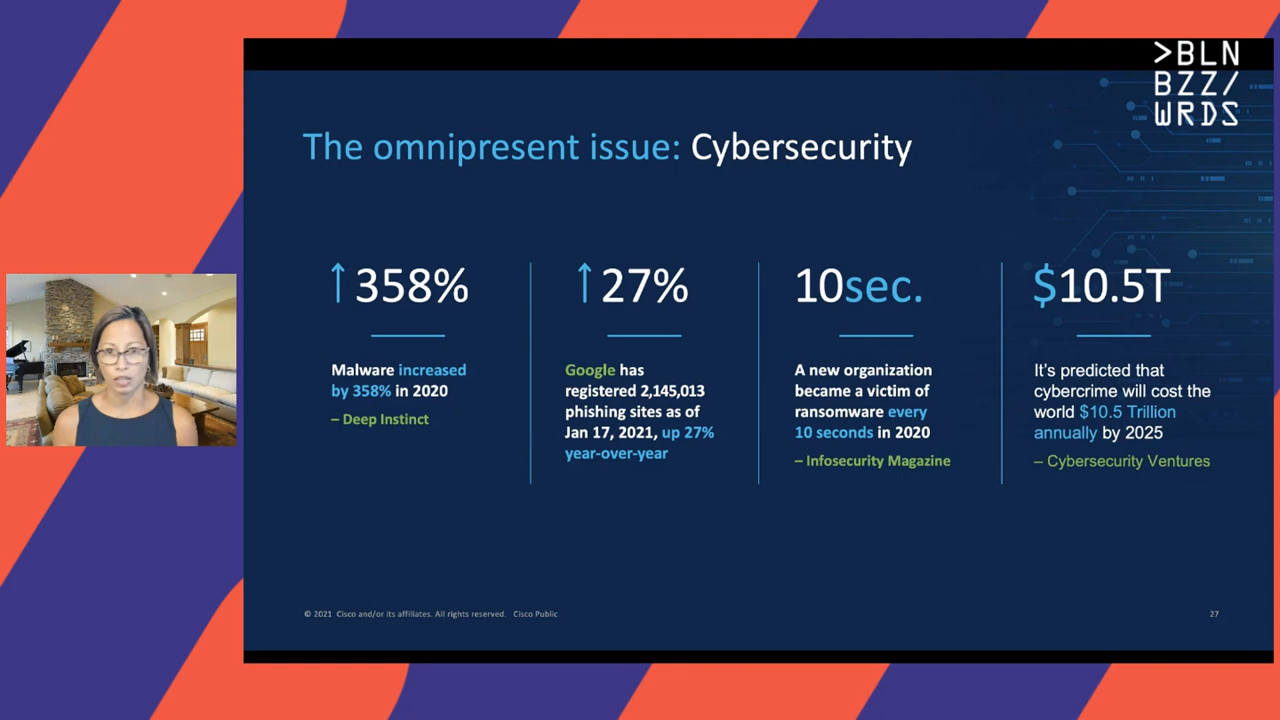 >BLN
BZZ/
WRDS
The omnipresent issue: Cybersecurity
↑358%
Malware increased
by 358% in 2020
– Deep Instinct
↑27%
Google has
registered 2,145,013
phishing sites as of
Jan 17, 2021, up 27%
year-over-year
10sec.
A new organization
became a victim of
ransomware every
10 seconds in 2020
– Infosecurity Magazine
$10.5T
It's predicted that
cybercrime will cost the
world $10.5 Trillion
annually by 2025
– Cybersecurity Ventures
© 2021 Cisco and/or its affiliates. All rights reserved. Cisco Public
27